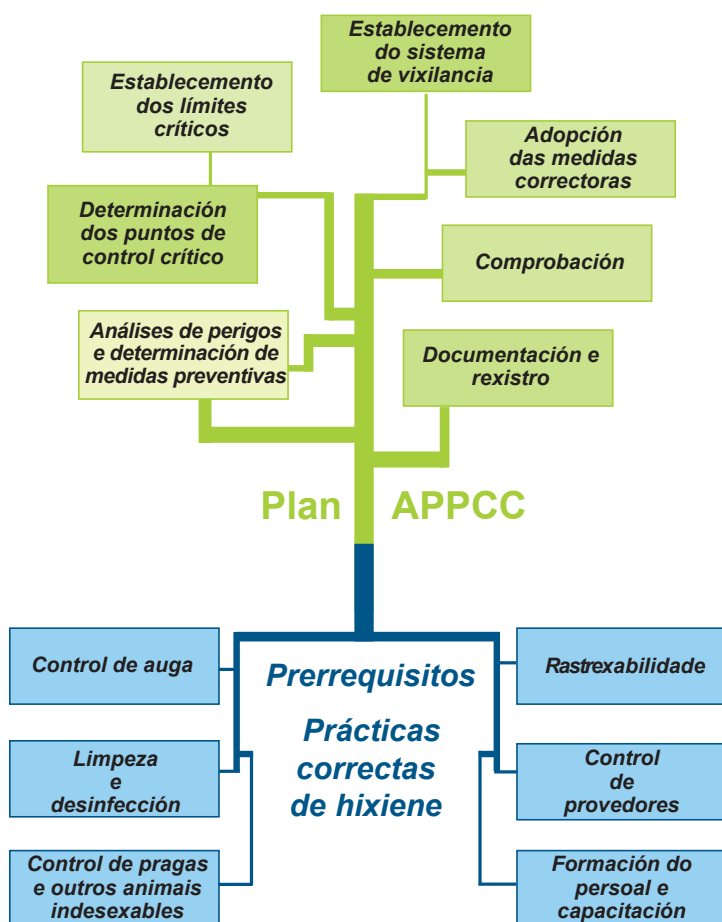 Establecemento
do sistema
de vixilancia
Establecemento
dos límites
críticos
Adopción
das medidas
correctoras
Determinación
dos puntos de
control crítico
Comprobación
Análises de perigos
e determinación de
medidas preventivas
Documentación e
rexistro
Plan APPCC
Control de auga
Prerrequisitos
Rastrexabilidade
Prácticas
correctas
de hixiene
Limpeza
e
desinfección
Control
de
provedores
Control de pragas
e outros animais
indesexables
Formación do
persoal e
capacitación